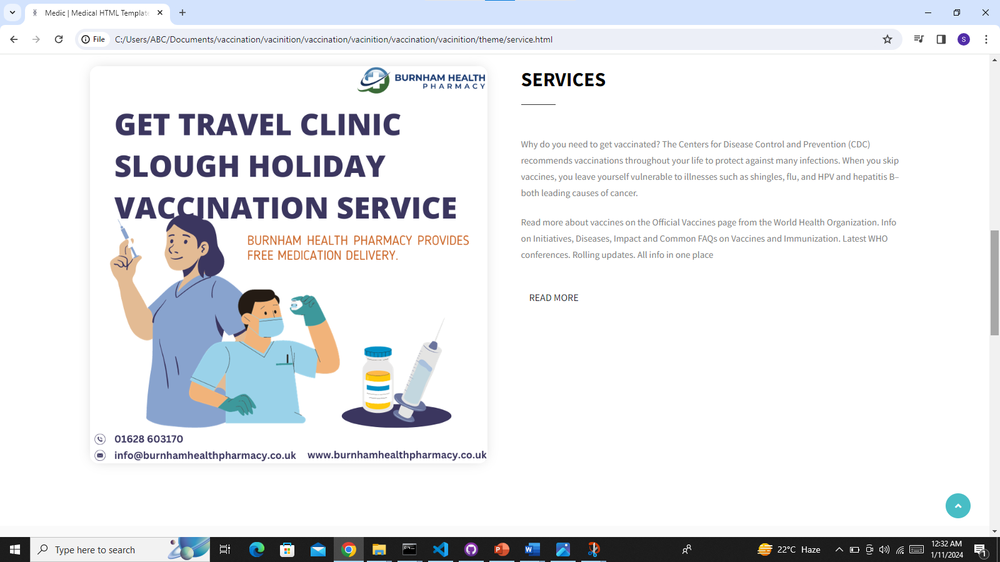 Medic | Medical HTML Template
File
C:/Users/ABC/Documents/vaccination/vacinition/vaccination/vacinition/vaccination/vacinition/theme/service.html
S
BURNHAM HEALTH
PHARMACY
GET TRAVEL CLINIC
SLOUGH HOLIDAY
VACCINATION SERVICE
BURNHAM HEALTH PHARMACY PROVIDES
FREE MEDICATION DELIVERY.
01628 603170
info@burnhamhealthpharmacy.co.uk
www.burnhamhealthpharmacy.co.uk
SERVICES
Why do you need to get vaccinated? The Centers for Disease Control and Prevention (CDC)
recommends vaccinations throughout your life to protect against many infections. When you skip
vaccines, you leave yourself vulnerable to illnesses such as shingles, flu, and HPV and hepatitis B–
both leading causes of cancer.
Read more about vaccines on the Official Vaccines page from the World Health Organization. Info
on Initiatives, Diseases, Impact and Common FAQs on Vaccines and Immunization. Latest WHO
conferences. Rolling updates. All info in one place
READ MORE
Type here to search
22°C Haze
12:32 AM
1/11/2024
1